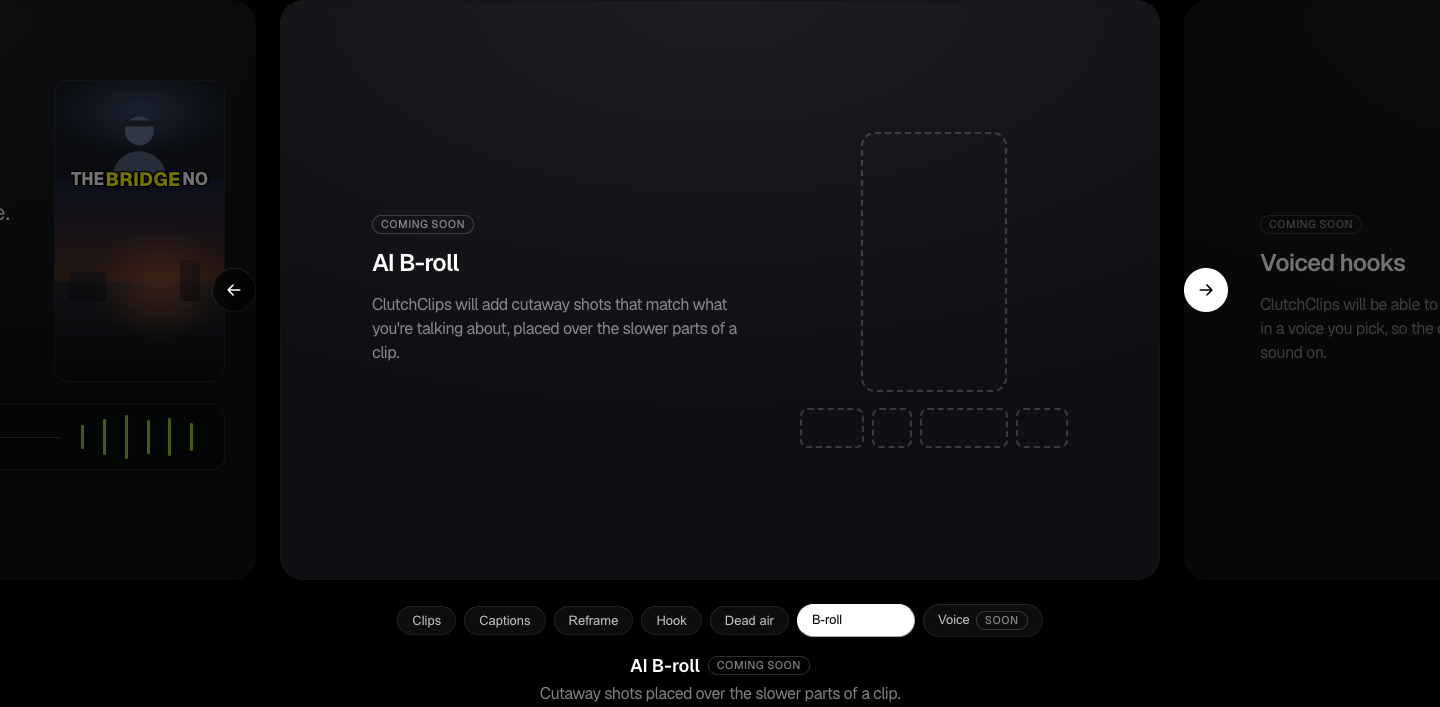 e.
THE BRIDGE NO
COMING SOON
AI B-roll
ClutchClips will add cutaway shots that match what
you're talking about, placed over the slower parts of a
clip.
COMING SOON
Voiced hooks
ClutchClips will be able to
in a voice you pick, so the
sound on.
Clips
Captions
Reframe
Hook
Dead air
B-roll
Voice SOON
AI B-roll COMING SOON
Cutaway shots placed over the slower parts of a clip.